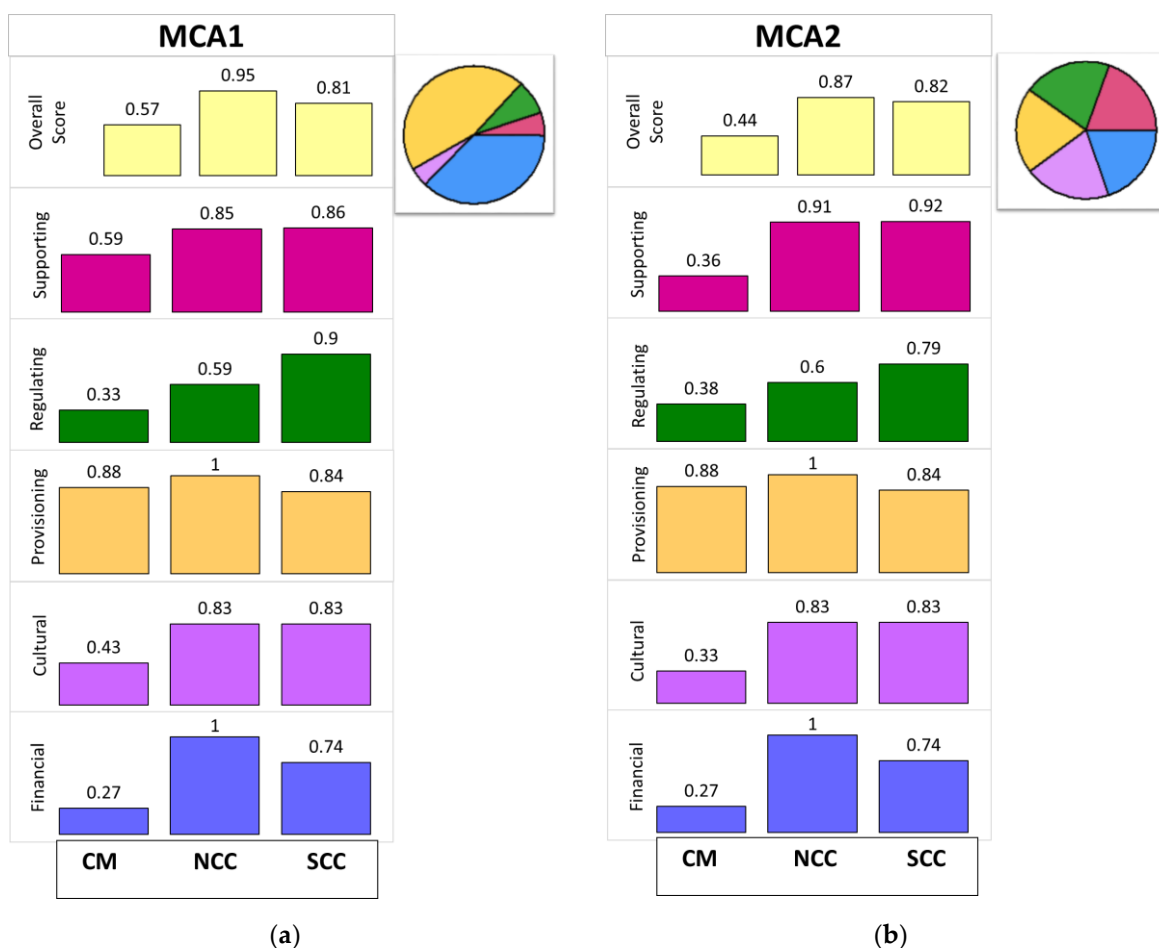 MCA1
Overall Score
0.57 0.95 0.81
Supporting
0.59 0.85 0.86
Regulating
0.33 0.59 0.9
Provisioning
0.88 1 0.84
Cultural
0.43 0.83 0.83
Financial
0.27 1 0.74
CM NCC SCC
(a)
MCA2
Overall Score
0.44 0.87 0.82
Supporting
0.36 0.91 0.92
Regulating
0.38 0.6 0.79
Provisioning
0.88 1 0.84
Cultural
0.33 0.83 0.83
Financial
0.27 1 0.74
CM NCC SCC
(b)